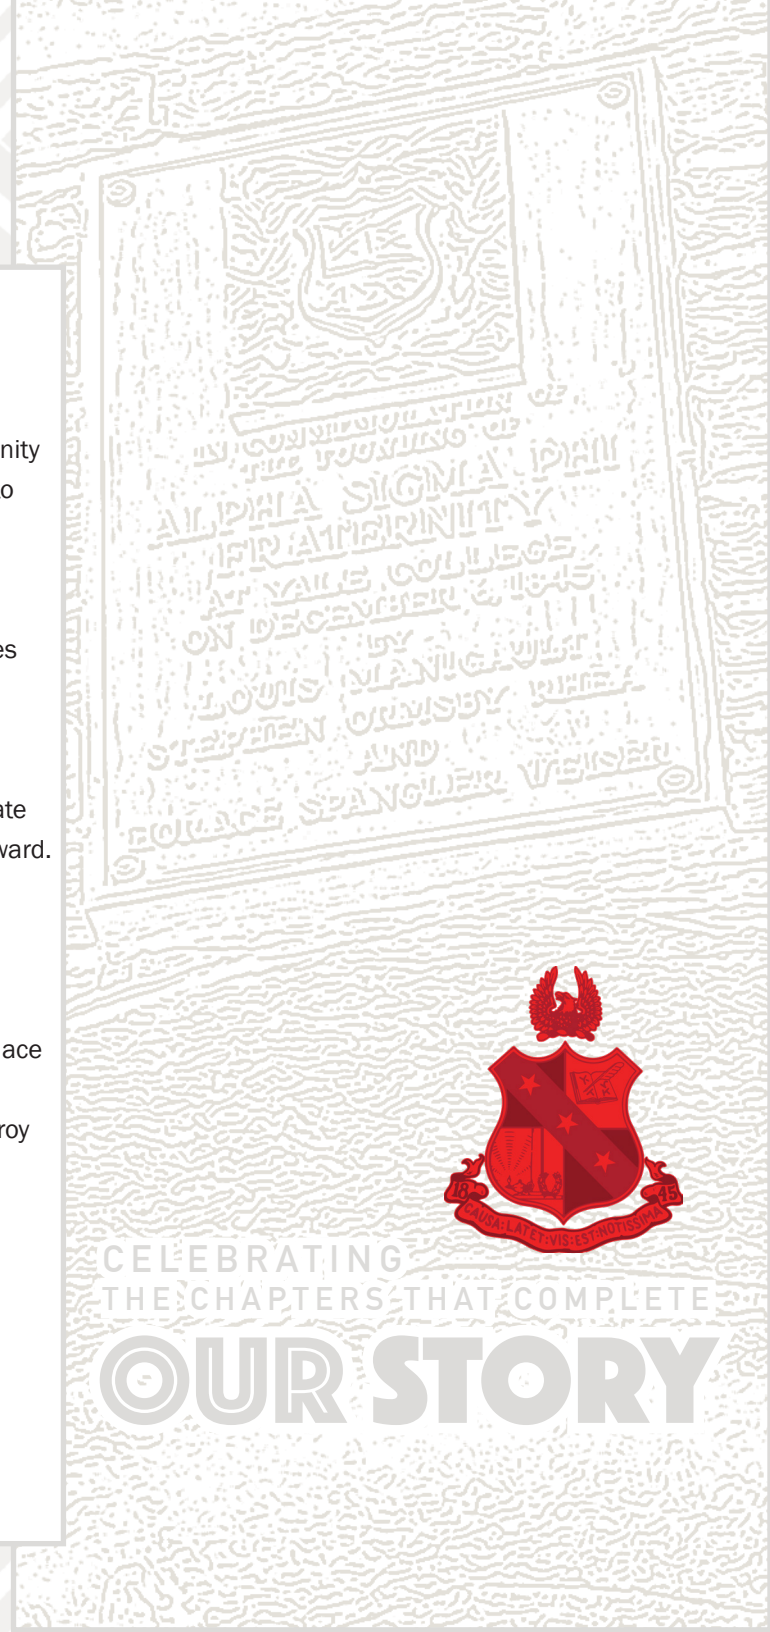 nity
o
es
ate
ward.
ace
roy
IN COMMEMORATION OF
THE FOUNDING OF
ALPHA SIGMA PHI
FRATERNITY
AT YALE COLLEGE
ON DECEMBER 6, 1845
BY
LOUIS MANIGAULT
STEPHEN ORMSBY RHEA
AND
HORACE SPANGLER WEISER
18 45
CAUSA:LATET:VIS:EST:NOTISSIMA
CELEBRATING
THE CHAPTERS THAT COMPLETE
OUR STORY